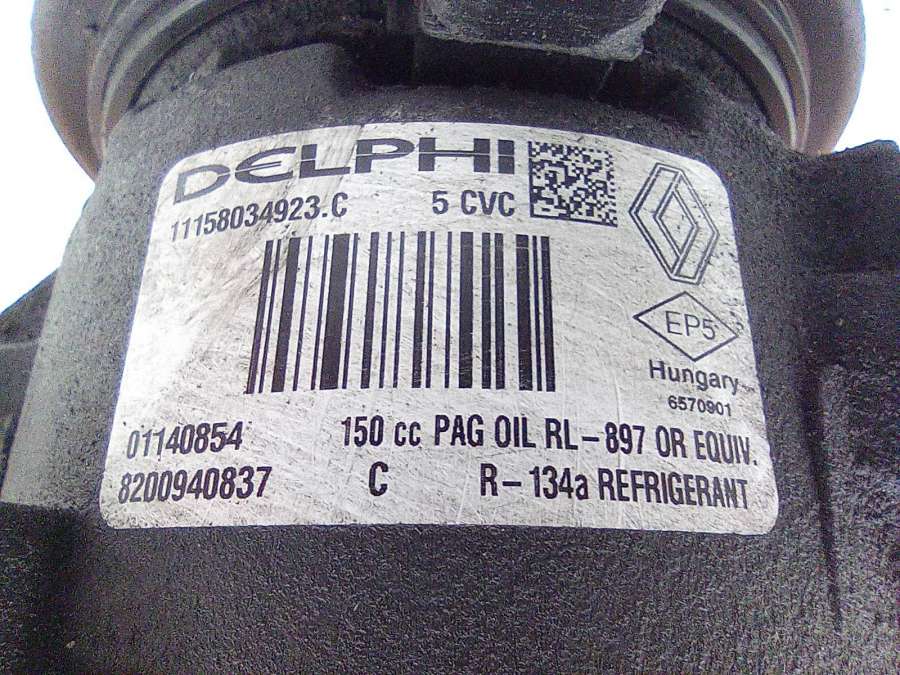 DELPHI
11158034923.C 5 CVC
EP5
Hungary
6570901
01140854 150 cc PAG OIL RL-897 OR EQUIV.
8200940837 C R-134a REFRIGERANT